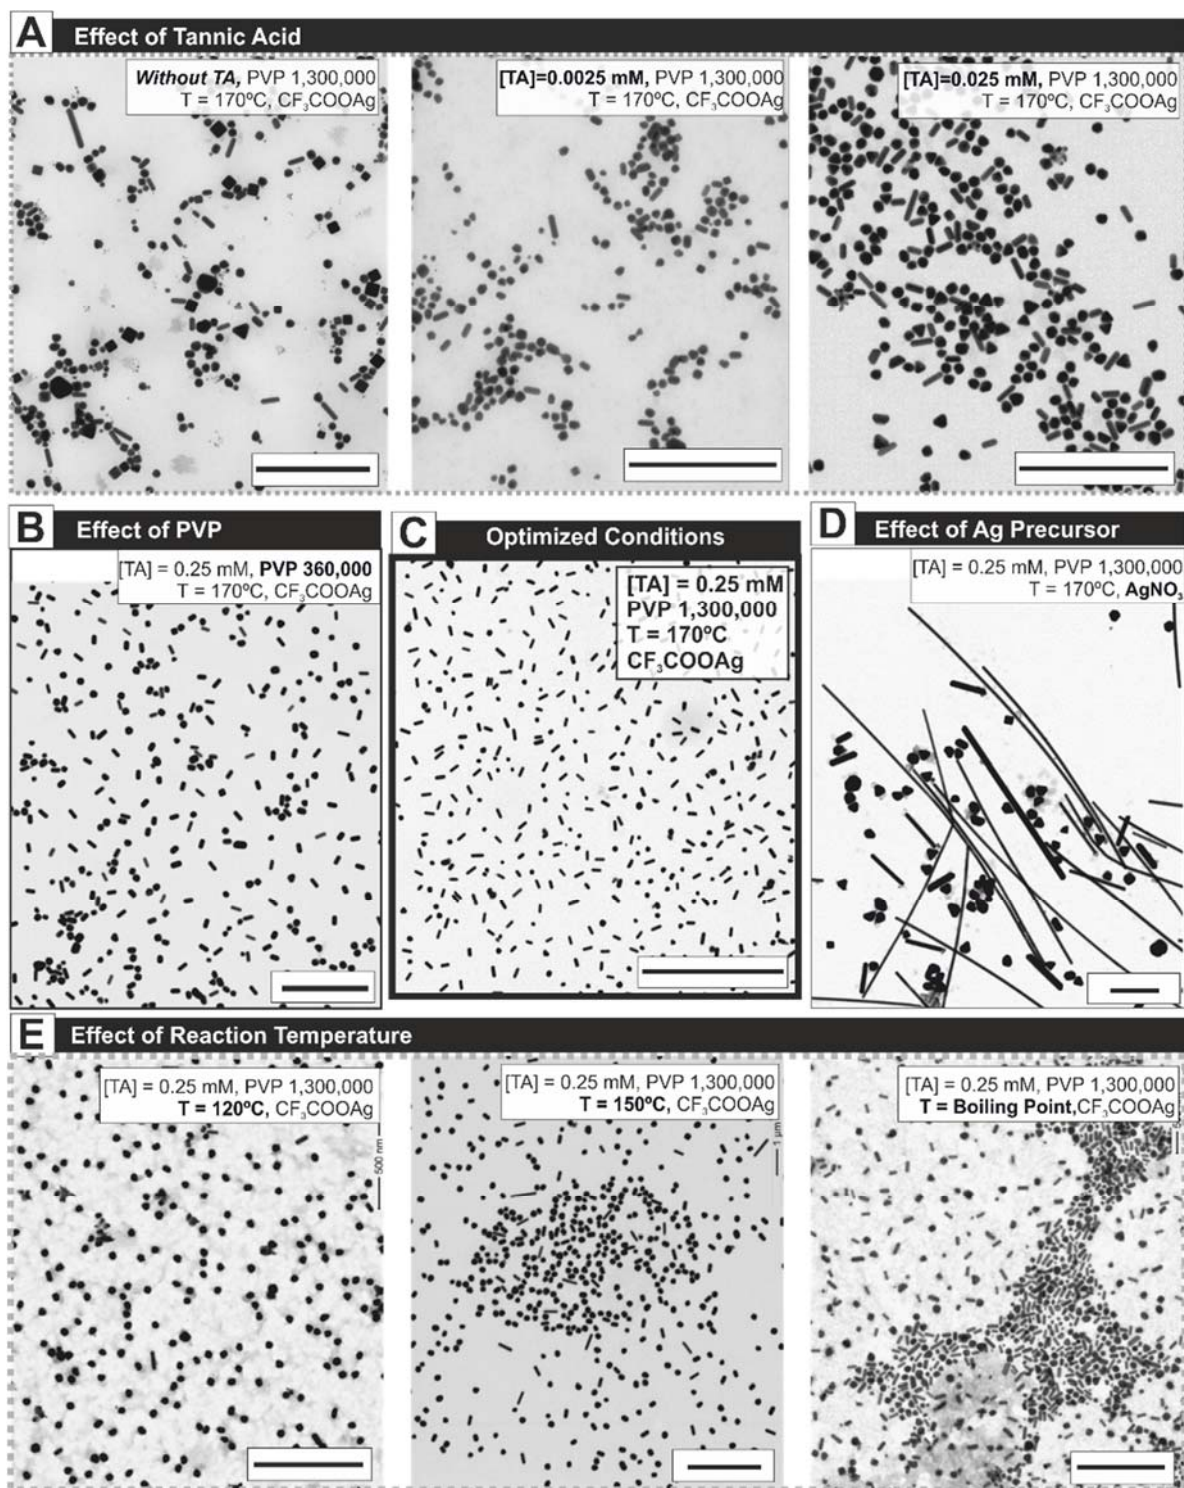 A Effect of Tannic Acid
Without TA, PVP 1,300,000
T = 170ºC, CF₃COOAg
[TA]=0.0025 mM, PVP 1,300,000
T = 170ºC, CF₃COOAg
[TA]=0.025 mM, PVP 1,300,000
T = 170ºC, CF₃COOAg
B Effect of PVP
[TA] = 0.25 mM, PVP 360,000
T = 170ºC, CF₃COOAg
C Optimized Conditions
[TA] = 0.25 mM
PVP 1,300,000
T = 170ºC
CF₃COOAg
D Effect of Ag Precursor
[TA] = 0.25 mM, PVP 1,300,000
T = 170ºC, AgNO₃
E Effect of Reaction Temperature
[TA] = 0.25 mM, PVP 1,300,000
T = 120ºC, CF₃COOAg
500 nm
[TA] = 0.25 mM, PVP 1,300,000
T = 150ºC, CF₃COOAg
1 µm
[TA] = 0.25 mM, PVP 1,300,000
T = Boiling Point,CF₃COOAg